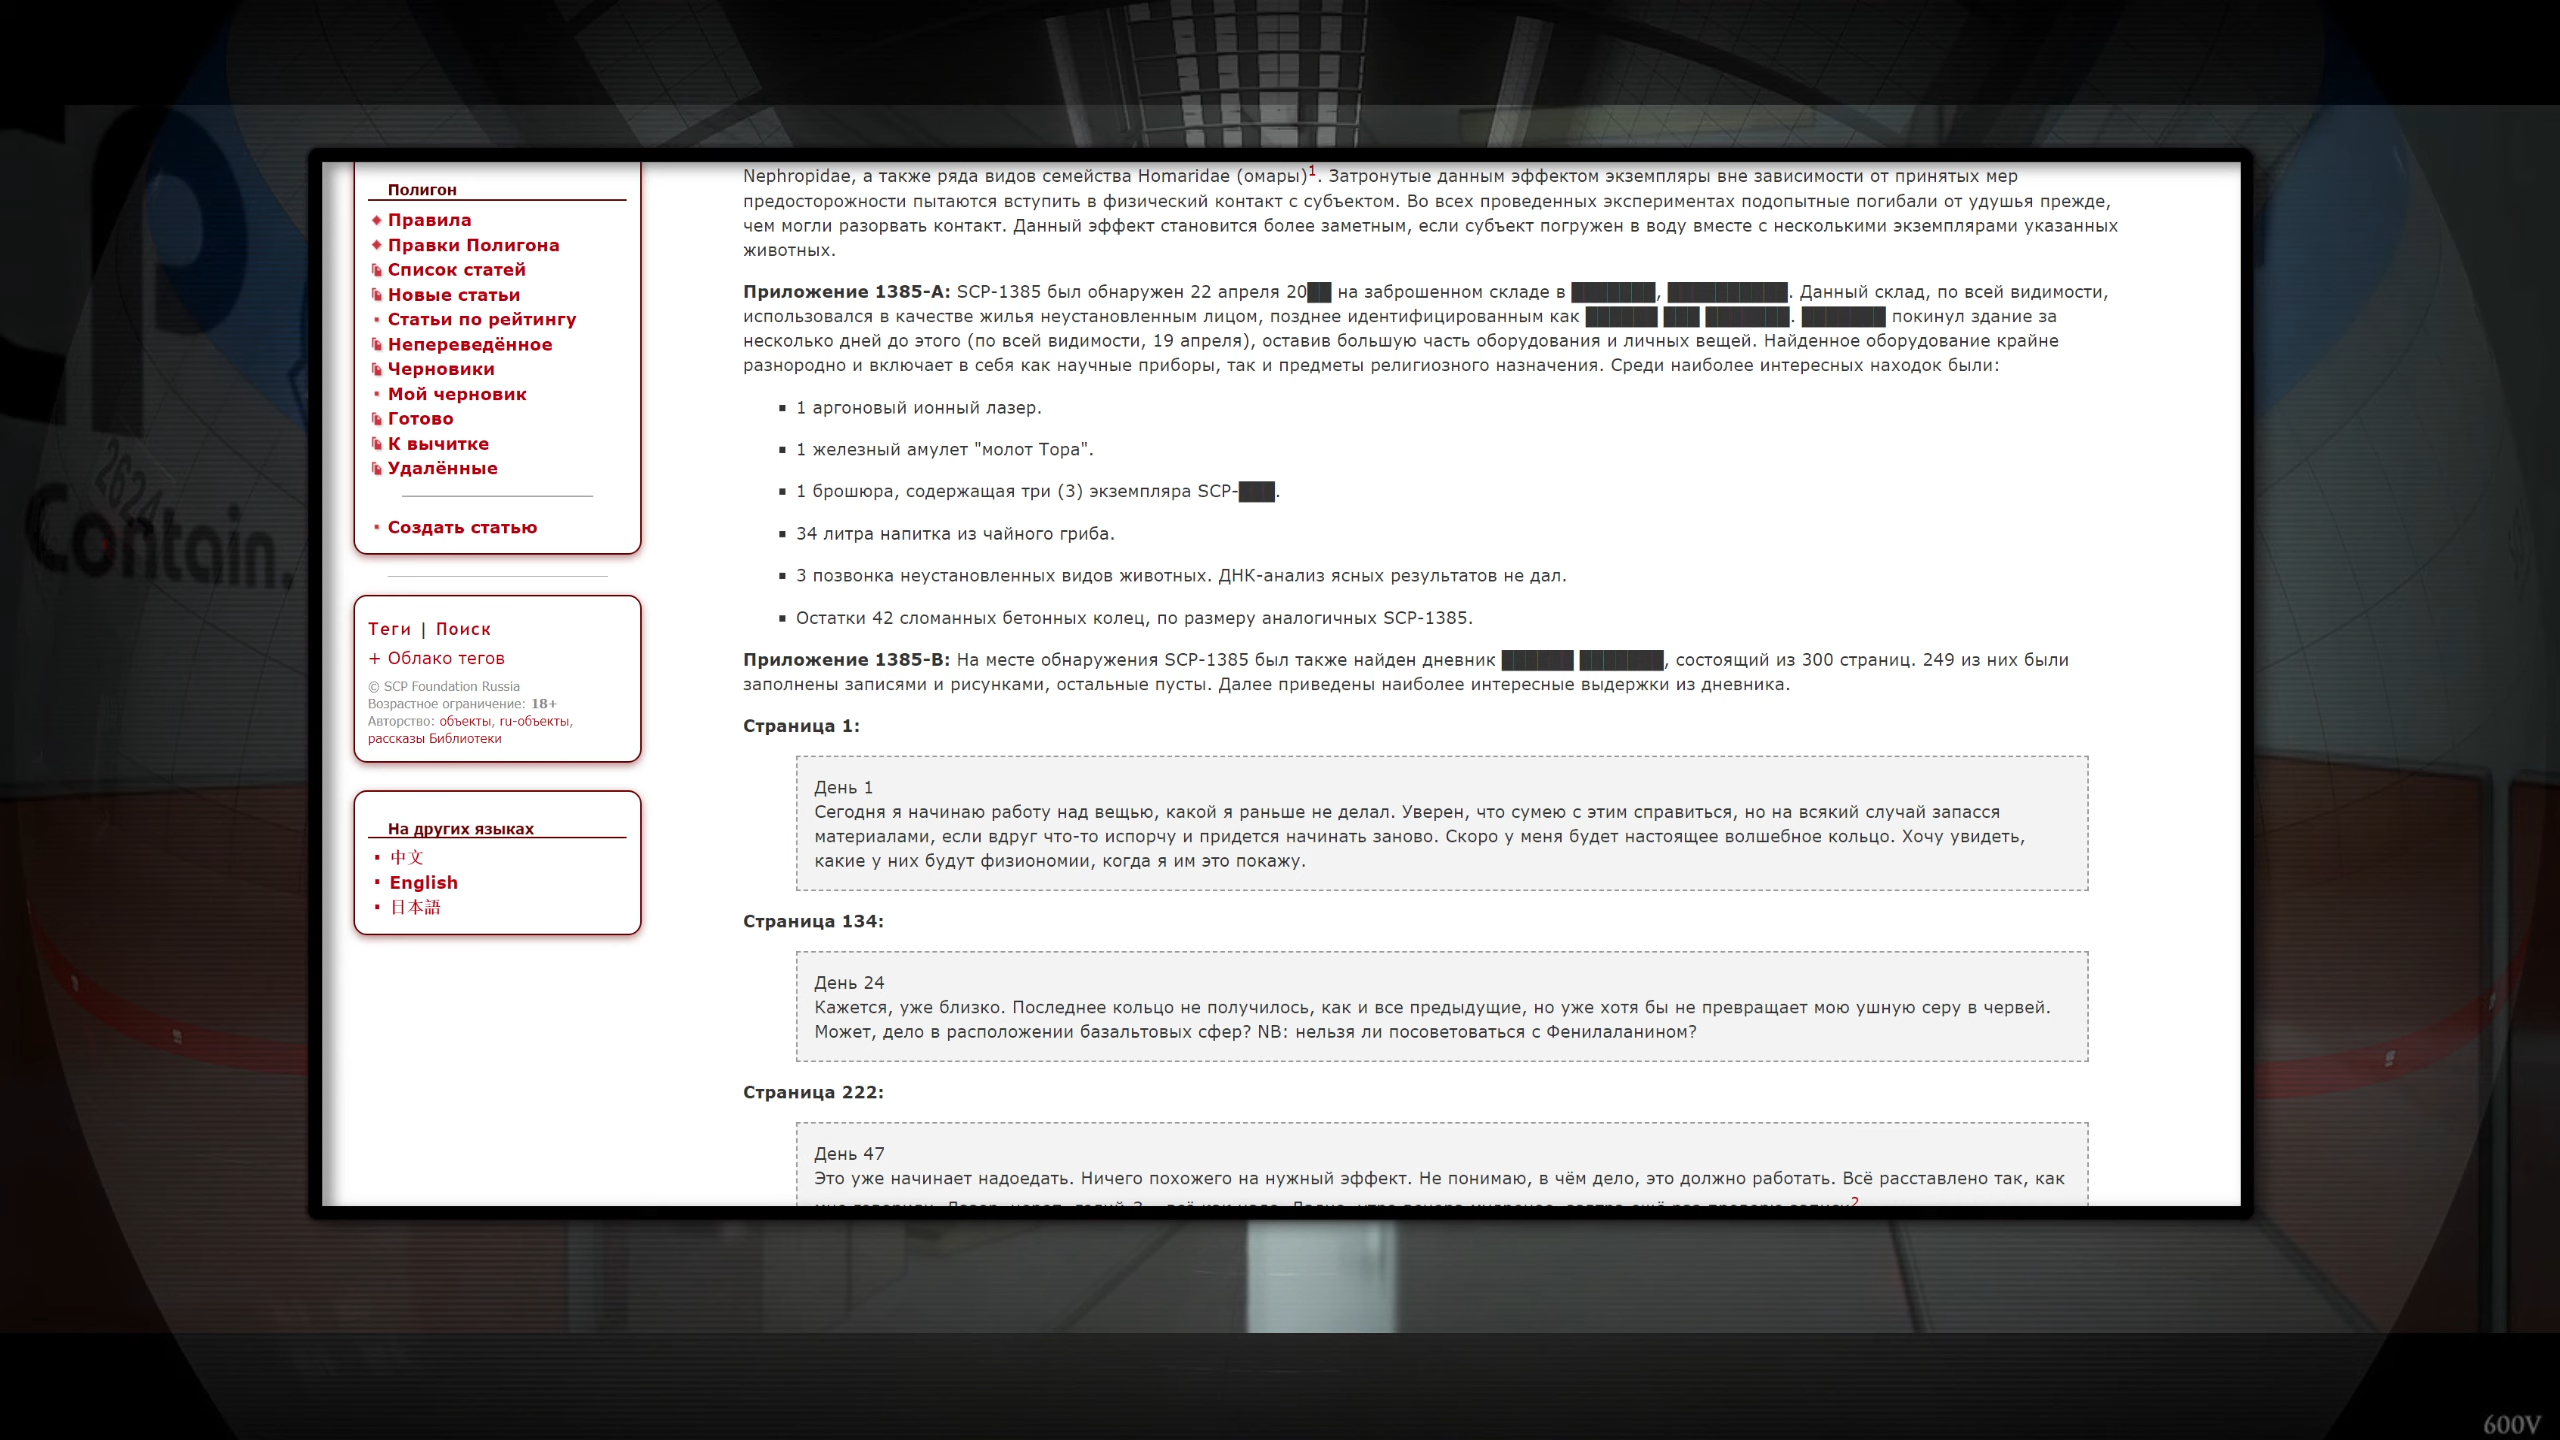 Contain.
2624
Полигон
Правила
Правки Полигона
Список статей
Новые статьи
Статьи по рейтингу
Непереведённое
Черновики
Мой черновик
Готово
К вычитке
Удалённые
Создать статью
Теги | Поиск
+ Облако тегов
© SCP Foundation Russia
Возрастное ограничение: 18+
Авторство: объекты, ru-объекты,
рассказы Библиотеки
На других языках
中文
English
日本語
Nephropidae, а также ряда видов семейства Homaridae (омары)1. Затронутые данным эффектом экземпляры вне зависимости от принятых мер
предосторожности пытаются вступить в физический контакт с субъектом. Во всех проведенных экспериментах подопытные погибали от удушья прежде,
чем могли разорвать контакт. Данный эффект становится более заметным, если субъект погружен в воду вместе с несколькими экземплярами указанных
животных.
Приложение 1385-A: SCP-1385 был обнаружен 22 апреля 20██ на заброшенном складе в ███████, ██████████. Данный склад, по всей видимости,
использовался в качестве жилья неустановленным лицом, позднее идентифицированным как ██████ ███ ███████. ███████ покинул здание за
несколько дней до этого (по всей видимости, 19 апреля), оставив большую часть оборудования и личных вещей. Найденное оборудование крайне
разнородно и включает в себя как научные приборы, так и предметы религиозного назначения. Среди наиболее интересных находок были:
1 аргоновый ионный лазер.
1 железный амулет "молот Тора".
1 брошюра, содержащая три (3) экземпляра SCP-███.
34 литра напитка из чайного гриба.
3 позвонка неустановленных видов животных. ДНК-анализ ясных результатов не дал.
Остатки 42 сломанных бетонных колец, по размеру аналогичных SCP-1385.
Приложение 1385-B: На месте обнаружения SCP-1385 был также найден дневник ██████ ███████, состоящий из 300 страниц. 249 из них были
заполнены записями и рисунками, остальные пусты. Далее приведены наиболее интересные выдержки из дневника.
Страница 1:
День 1
Сегодня я начинаю работу над вещью, какой я раньше не делал. Уверен, что сумею с этим справиться, но на всякий случай запасся
материалами, если вдруг что-то испорчу и придется начинать заново. Скоро у меня будет настоящее волшебное кольцо. Хочу увидеть,
какие у них будут физиономии, когда я им это покажу.
Страница 134:
День 24
Кажется, уже близко. Последнее кольцо не получилось, как и все предыдущие, но уже хотя бы не превращает мою ушную серу в червей.
Может, дело в расположении базальтовых сфер? NB: нельзя ли посоветоваться с Фенилаланином?
Страница 222:
День 47
Это уже начинает надоедать. Ничего похожего на нужный эффект. Не понимаю, в чём дело, это должно работать. Всё расставлено так, как
2
600V